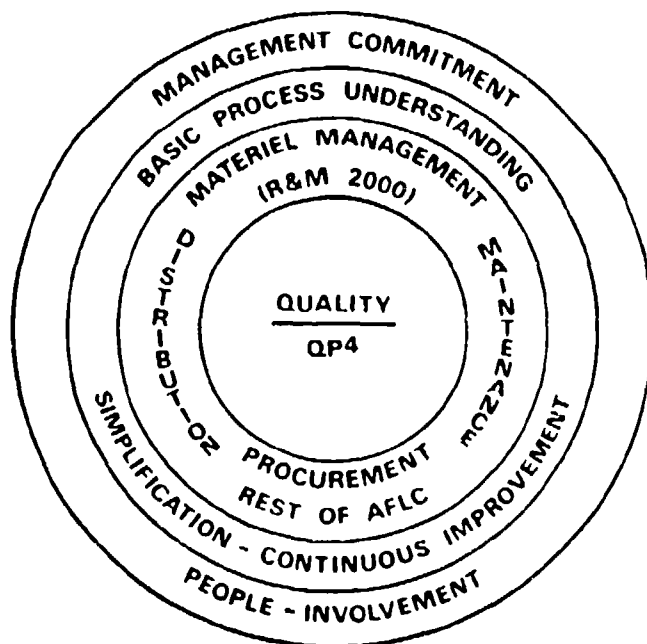 MANAGEMENT COMMITMENT
BASIC PROCESS UNDERSTANDING
MATERIEL MANAGEMENT
(R&M 2000)
DISTRIBUTION
MAINTENANCE
QUALITY
QP4
PROCUREMENT
REST OF AFLC
SIMPLIFICATION - CONTINUOUS IMPROVEMENT
PEOPLE - INVOLVEMENT